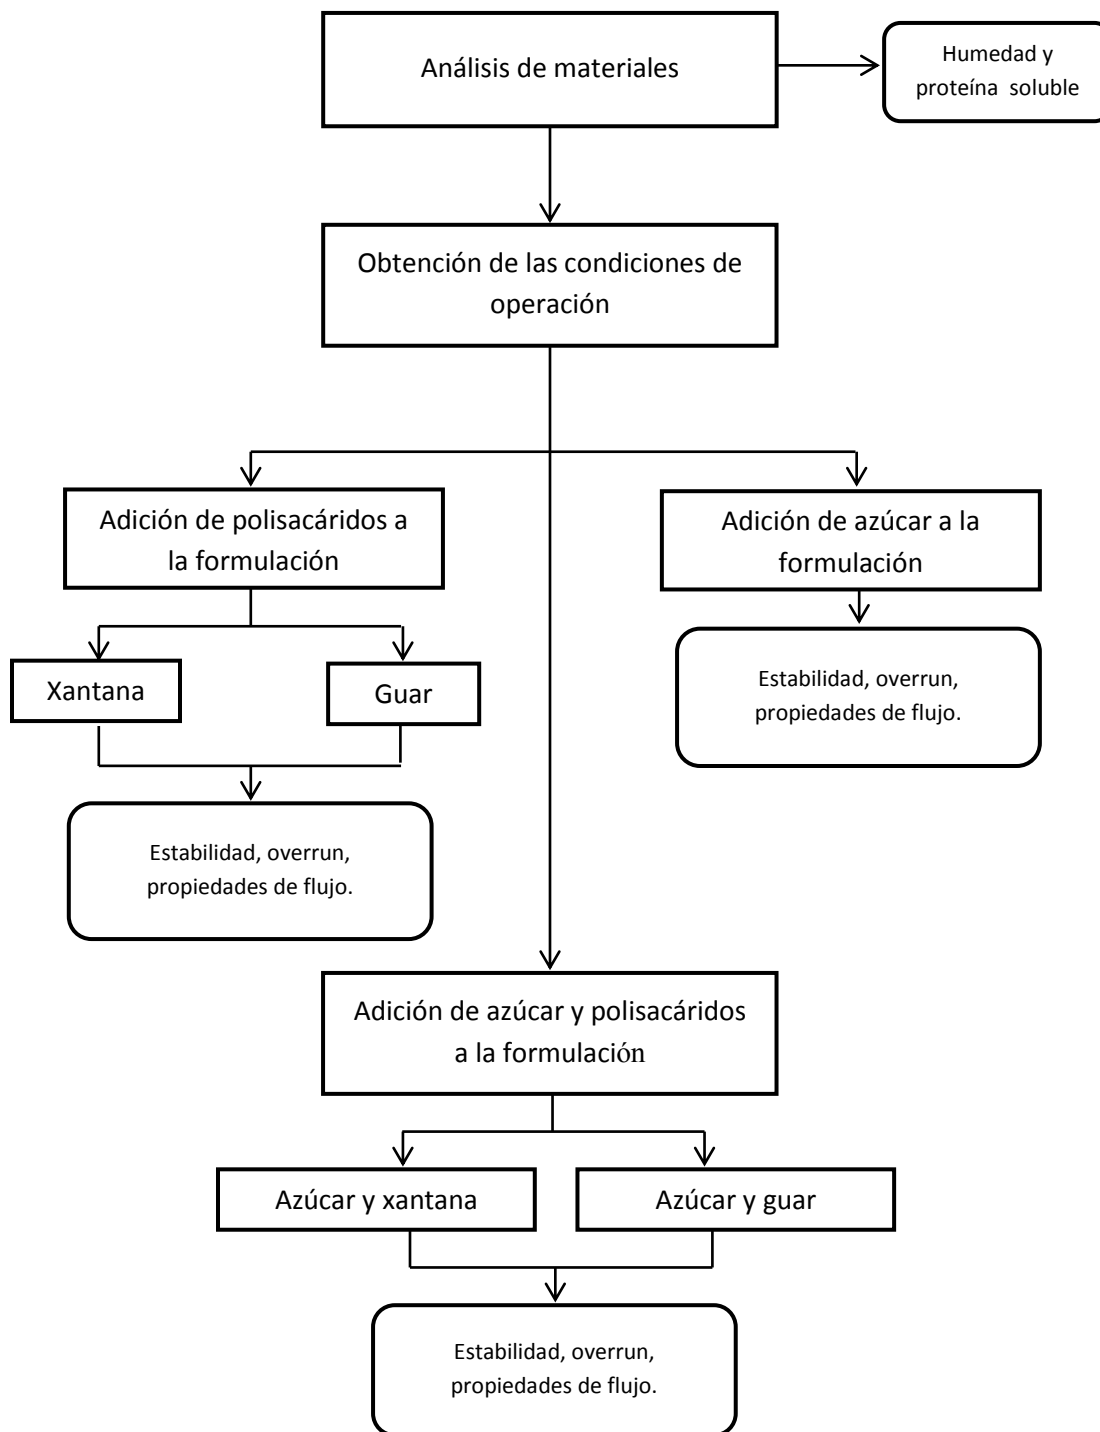 Análisis de materiales
Humedad y
proteína soluble
Obtención de las condiciones de
operación
Adición de polisacáridos a
la formulación
Adición de azúcar a la
formulación
Xantana
Guar
Estabilidad, overrun,
propiedades de flujo.
Estabilidad, overrun,
propiedades de flujo.
Adición de azúcar y polisacáridos
a la formulación
Azúcar y xantana
Azúcar y guar
Estabilidad, overrun,
propiedades de flujo.